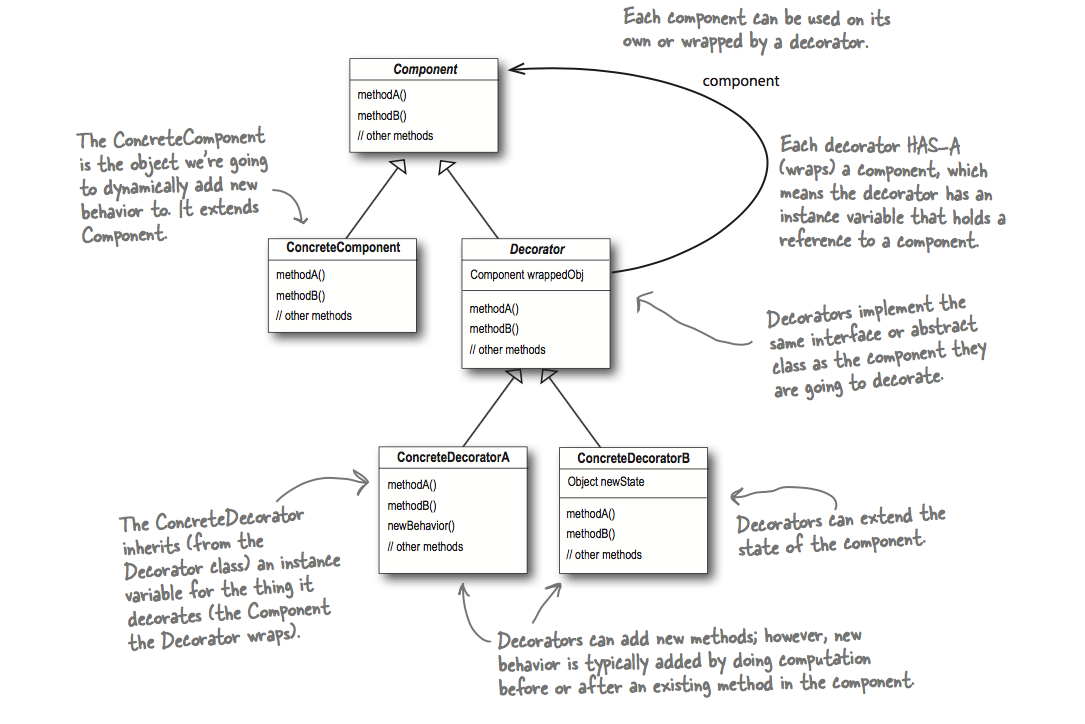 Each component can be used on its
own or wrapped by a decorator.
Component
methodA()
methodB()
// other methods
component
The ConcreteComponent
is the object we're going
to dynamically add new
behavior to. It extends
Component.
Each decorator HAS-A
(wraps) a component, which
means the decorator has an
instance variable that holds a
reference to a component.
ConcreteComponent
methodA()
methodB()
// other methods
Decorator
Component wrappedObj
methodA()
methodB()
// other methods
Decorators implement the
same interface or abstract
class as the component they
are going to decorate.
ConcreteDecoratorA
methodA()
methodB()
newBehavior()
// other methods
ConcreteDecoratorB
Object newState
methodA()
methodB()
// other methods
The ConcreteDecorator
inherits (from the
Decorator class) an instance
variable for the thing it
decorates (the Component
the Decorator wraps).
Decorators can extend the
state of the component.
Decorators can add new methods; however, new
behavior is typically added by doing computation
before or after an existing method in the component.